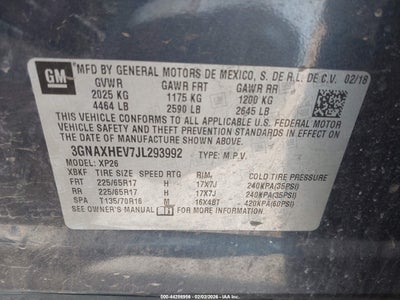 GM
MFD BY GENERAL MOTORS DE MEXICO, S. DE R.L. DE C.V. 02/18
GVWR GAWR FRT GAWR RR
2025 KG 1175 KG 1200 KG
4464 LB 2590 LB 2645 LB
THIS VEHICLE CONFORMS TO ALL APPLICABLE U.S. FEDERAL
MOTOR VEHICLE SAFETY, BUMPER, AND THEFT
PREVENTION STANDARDS IN EFFECT ON THE
DATE OF MANUFACTURE SHOWN ABOVE.
3GNAXHEV7JL293992 TYPE: M.P.V.
MODEL: XP26
XBKF TIRE SIZE SPEED RTG RIM COLD TIRE PRESSURE
FRT 225/65R17 H 17X7J 240KPA(35PSI)
RR 225/65R17 H 17X7J 240KPA(35PSI)
SPA T135/70R16 M 16X4BT 420KPA(60PSI)
SEE OWNER'S MANUAL FOR MORE INFORMATION.